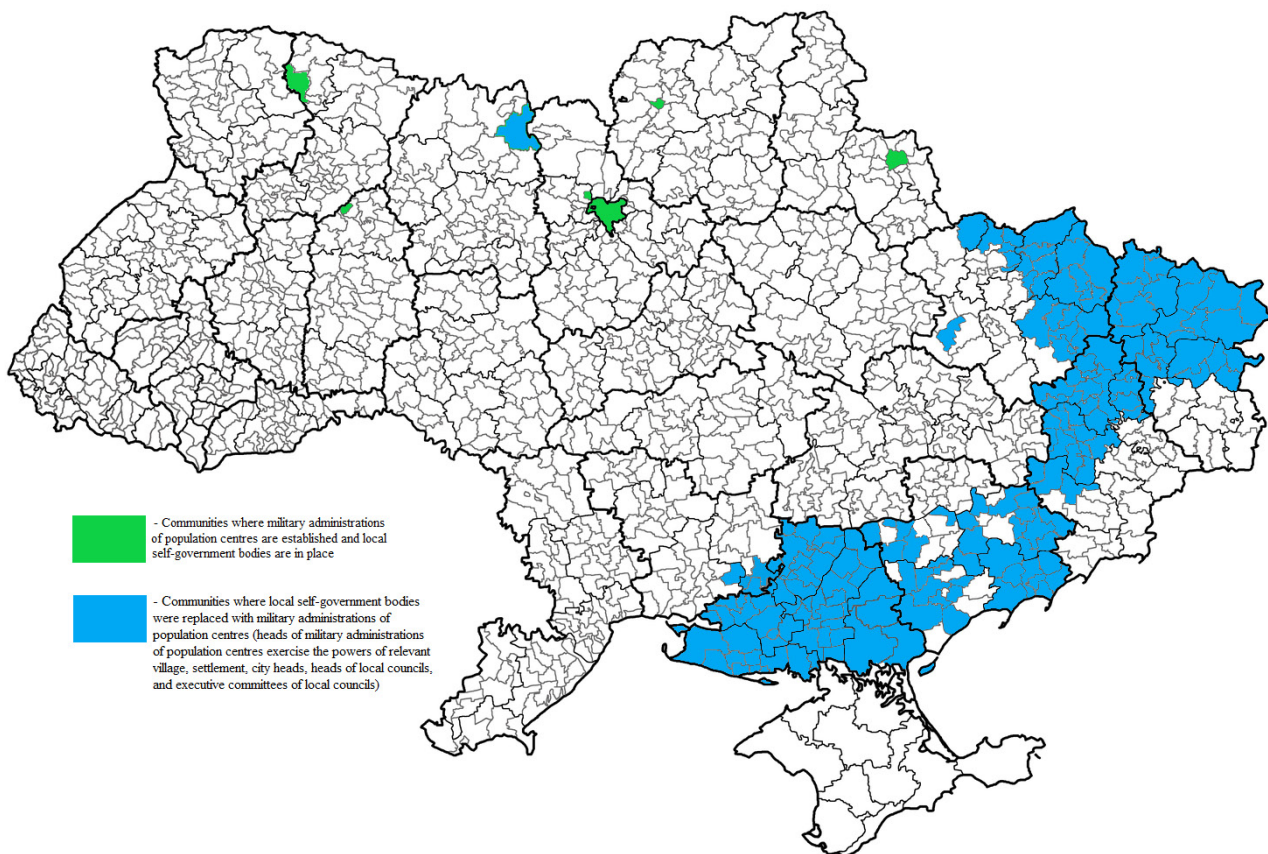 - Communities where military administrations
of population centres are established and local
self-government bodies are in place
- Communities where local self-government bodies
were replaced with military administrations of
population centres (heads of military administrations
of population centres exercise the powers of relevant
village, settlement, city heads, heads of local councils,
and executive committees of local councils)